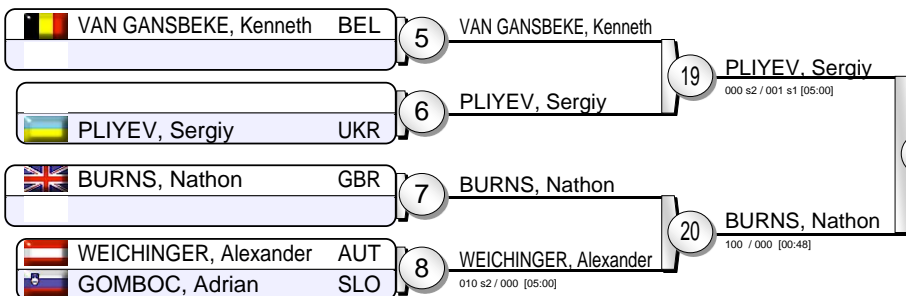 VAN GANSBEKE, Kenneth BEL
5
VAN GANSBEKE, Kenneth
19
PLIYEV, Sergiy
000 s2 / 001 s1 [05:00]
6
PLIYEV, Sergiy
PLIYEV, Sergiy UKR
BURNS, Nathon GBR
7
BURNS, Nathon
20
BURNS, Nathon
100 / 000 [00:48]
WEICHINGER, Alexander AUT
8
WEICHINGER, Alexander
010 s2 / 000 [05:00]
GOMBOC, Adrian SLO